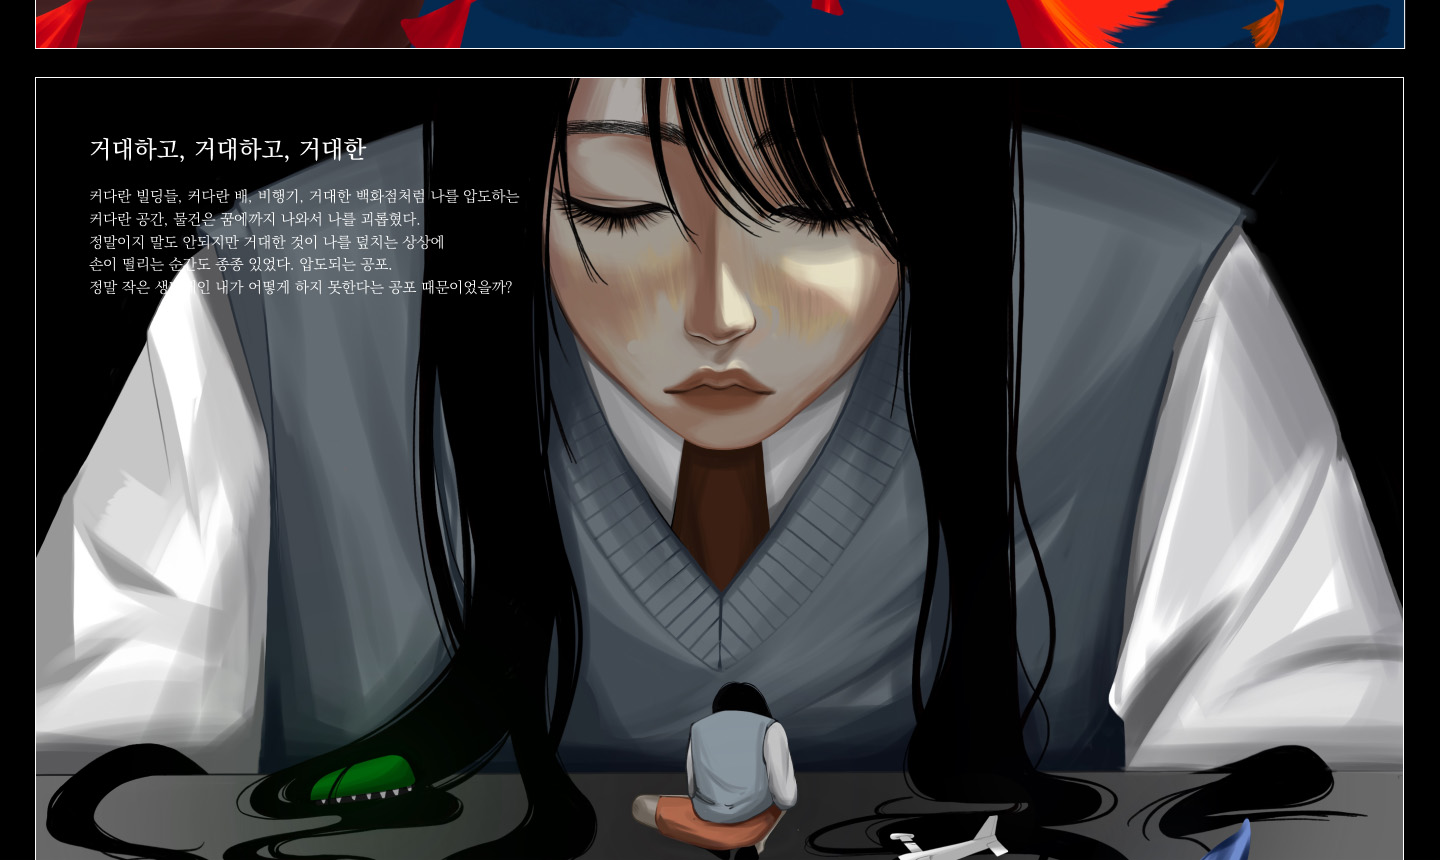 거대하고, 거대하고, 거대한
커다란 빌딩들, 커다란 배, 비행기, 거대한 백화점처럼 나를 압도하는
커다란 공간, 물건은 꿈에까지 나와서 나를 괴롭혔다.
정말이지 말도 안되지만 거대한 것이 나를 덮치는 상상에
손이 떨리는 순간도 종종 있었다. 압도되는 공포.
정말 작은 내가 어떻게 하지 못한다는 공포 때문이었을까?